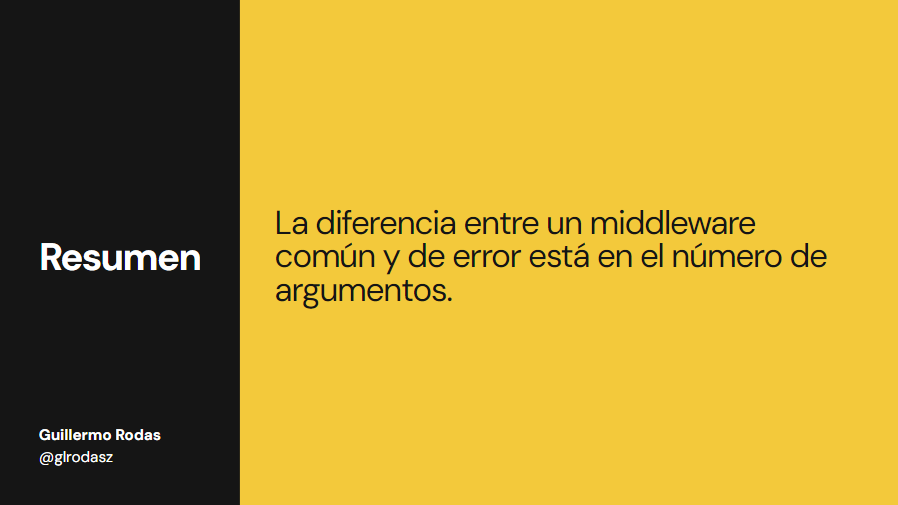 Resumen
La diferencia entre un middleware
común y de error está en el número de
argumentos.
Guillermo Rodas
@glrodasz